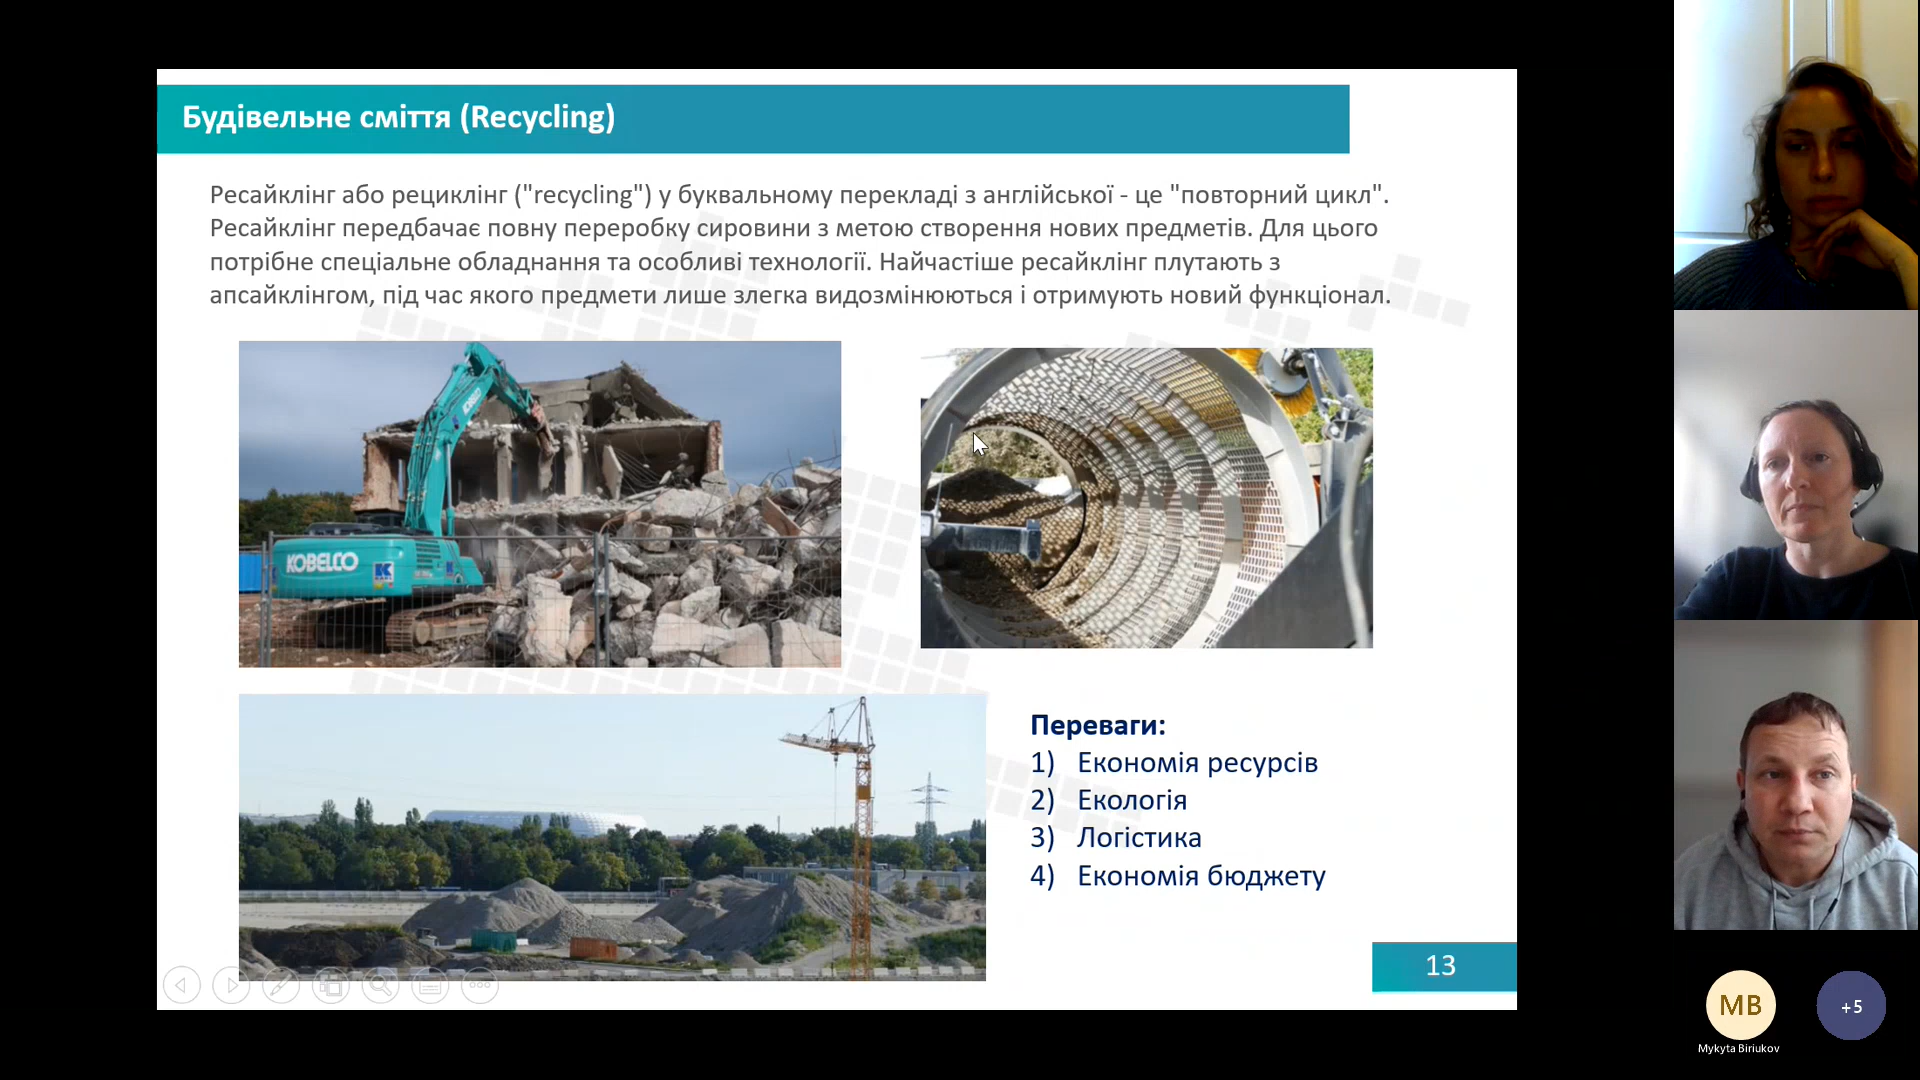 Будівельне сміття (Recycling)
Ресайклінг або рециклінг ("recycling") у буквальному перекладі з англійської - це "повторний цикл".
Ресайклінг передбачає повну переробку сировини з метою створення нових предметів. Для цього
потрібне спеціальне обладнання та особливі технології. Найчастіше ресайклінг плутають з
апсайклінгом, під час якого предмети лише злегка видозмінюються і отримують новий функціонал.
KOBELCO
Переваги:
1) Економія ресурсів
2) Екологія
3) Логістика
4) Економія бюджету
13
MB
+5
Mykyta Biriukov